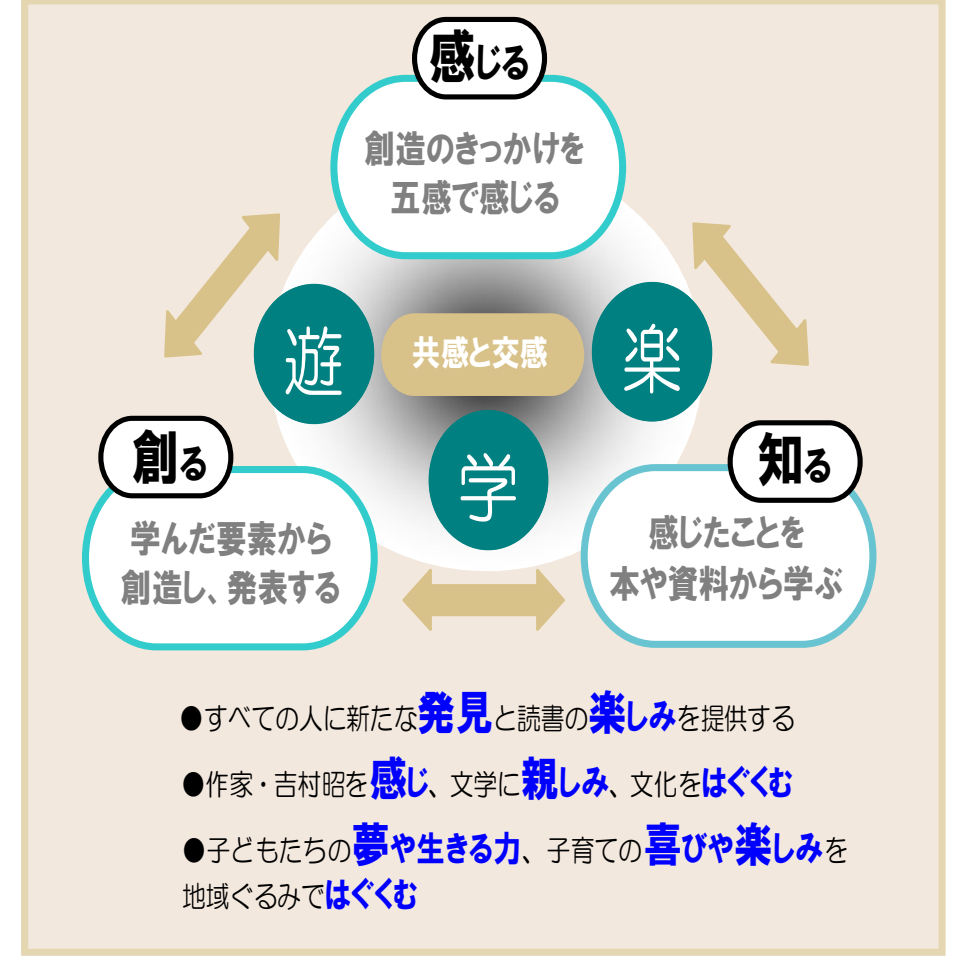 感じる
創造のきっかけを
五感で感じる
遊
共感と交感
楽
学
創る
学んだ要素から
創造し、発表する
知る
感じたことを
本や資料から学ぶ
●すべての人に新たな発見と読書の楽しみを提供する
●作家・吉村昭を感じ、文学に親しみ、文化をはぐくむ
●子どもたちの夢や生きる力、子育ての喜びや楽しみを
地域ぐるみではぐくむ